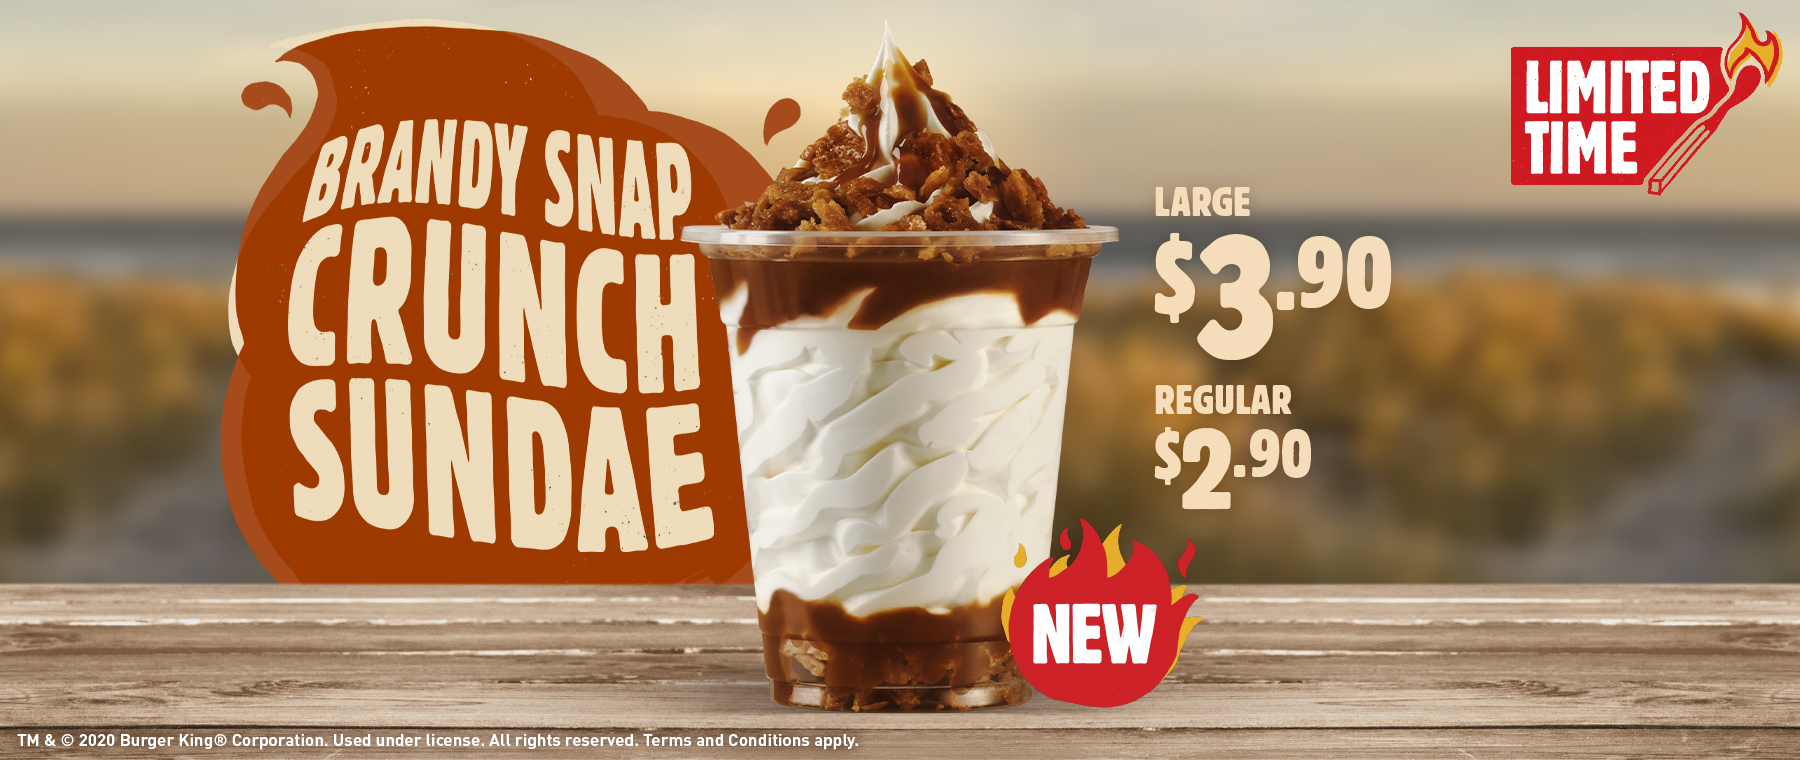 BRANDY SNAP
CRUNCH
SUNDAE
LIMITED
TIME
LARGE
$3.90
REGULAR
$2.90
NEW
TM & © 2020 Burger King® Corporation. Used under license. All rights reserved. Terms and Conditions apply.